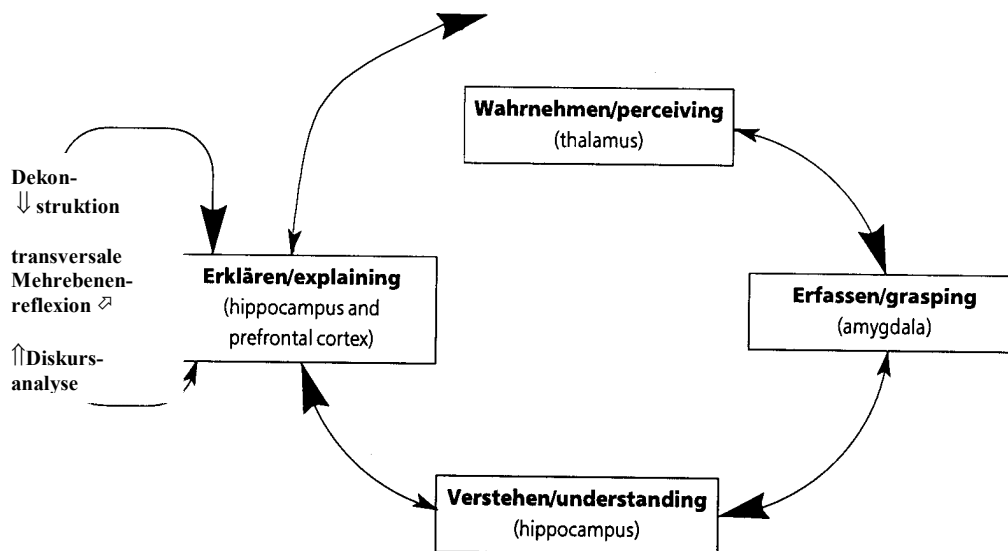 Wahrnehmen/perceiving
(thalamus)
Dekon-
⇓ struktion
transversale
Mehrebenen-
reflexion ⇗
⇑Diskurs-
analyse
Erklären/explaining
(hippocampus and
prefrontal cortex)
Erfassen/grasping
(amygdala)
Verstehen/understanding
(hippocampus)